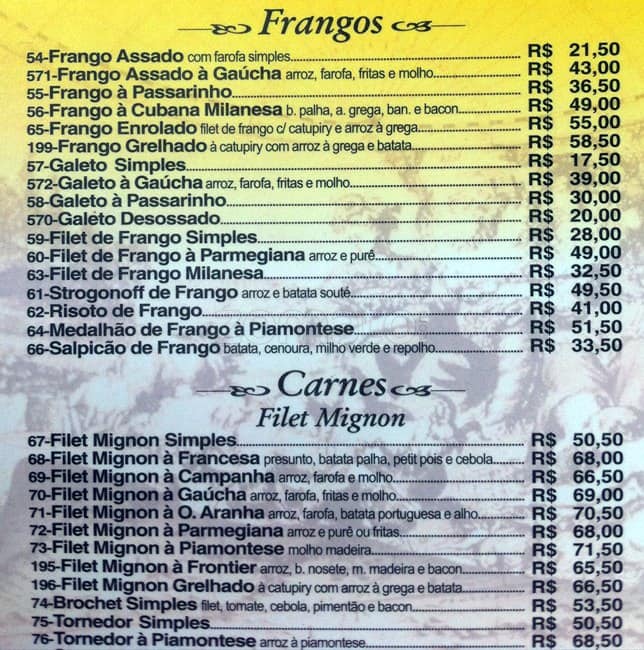 Frangos
54-Frango Assado com farofa simples R$ 21,50
571-Frango Assado à Gaúcha arroz, farofa, fritas e molho R$ 43,00
55-Frango à Passarinho R$ 36,50
56-Frango à Cubana Milanesa b. palha, a. grega, ban. e bacon R$ 49,00
65-Frango Enrolado filet de frango c/ catupiry e arroz à grega R$ 55,00
199-Frango Grelhado à catupiry com arroz à grega e batata R$ 58,50
57-Galeto Simples R$ 17,50
572-Galeto à Gaúcha arroz, farofa, fritas e molho R$ 39,00
58-Galeto à Passarinho R$ 30,00
570-Galeto Desossado R$ 20,00
59-Filet de Frango Simples R$ 28,00
60-Filet de Frango à Parmegiana arroz e purê R$ 49,00
63-Filet de Frango Milanesa R$ 32,50
61-Strogonoff de Frango arroz e batata souté R$ 49,50
62-Risoto de Frango R$ 41,00
64-Medalhão de Frango à Piamontese R$ 51,50
66-Salpicão de Frango batata, cenoura, milho verde e repolho R$ 33,50
Carnes
Filet Mignon
67-Filet Mignon Simples R$ 50,50
68-Filet Mignon à Francesa presunto, batata palha, petit pois e cebola R$ 68,00
69-Filet Mignon à Campanha arroz, farofa e molho R$ 66,50
70-Filet Mignon à Gaúcha arroz, farofa, fritas e molho R$ 69,00
71-Filet Mignon à O. Aranha arroz, farofa, batata portuguesa e alho R$ 70,50
72-Filet Mignon à Parmegiana arroz e purê ou fritas R$ 68,00
73-Filet Mignon à Piamontese molho madeira R$ 71,50
195-Filet Mignon à Frontier arroz, b. nosete, m. madeira e bacon R$ 65,50
196-Filet Mignon Grelhado à catupiry com arroz à grega e batata R$ 66,50
74-Brochet Simples filet, tomate, cebola, pimentão e bacon R$ 53,50
75-Tornedor Simples R$ 50,50
76-Tornedor à Piamontese arroz à piamontese R$ 68,50